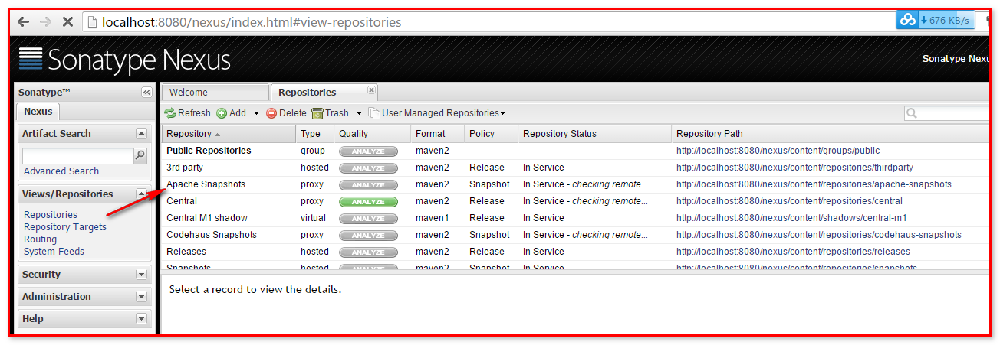 localhost:8080/nexus/index.html#view-repositories
676 KB/s
Sonatype Nexus
Sonatype Nexu
Sonatype™
Nexus
Artifact Search
Advanced Search
Views/Repositories
Repositories
Repository Targets
Routing
System Feeds
Security
Administration
Help
Welcome Repositories
Refresh Add... Delete Trash... User Managed Repositories
Repository Type Quality Format Policy Repository Status Repository Path
Public Repositories group ANALYZE maven2 http://localhost:8080/nexus/content/groups/public
3rd party hosted ANALYZE maven2 Release In Service http://localhost:8080/nexus/content/repositories/thirdparty
Apache Snapshots proxy ANALYZE maven2 Snapshot In Service - checking remote... http://localhost:8080/nexus/content/repositories/apache-snapshots
Central proxy ANALYZE maven2 Release In Service - checking remote... http://localhost:8080/nexus/content/repositories/central
Central M1 shadow virtual ANALYZE maven1 Release In Service http://localhost:8080/nexus/content/shadows/central-m1
Codehaus Snapshots proxy ANALYZE maven2 Snapshot In Service - checking remote... http://localhost:8080/nexus/content/repositories/codehaus-snapshots
Releases hosted ANALYZE maven2 Release In Service http://localhost:8080/nexus/content/repositories/releases
Snapshots hosted ANALYZE maven2 Snapshot In Service http://localhost:8080/nexus/content/repositories/snapshots
Select a record to view the details.